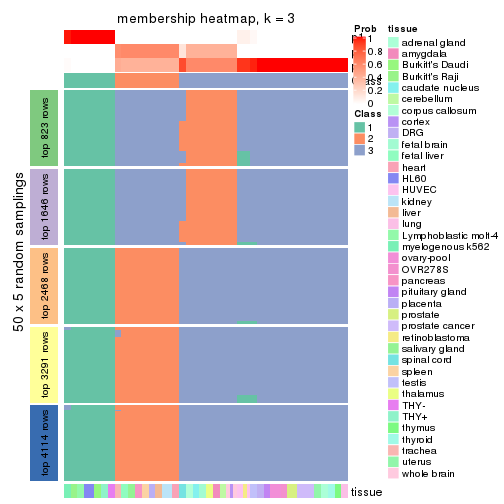 membership heatmap, k = 3
50 x 5 random samplings
top 823 rows
top 1646 rows
top 2468 rows
top 3291 rows
top 4114 rows
Prob
1
0.8
0.6
0.4
0.2
0
Class
1
2
3
tissue
adrenal gland
amygdala
Burkitt's Daudi
Burkitt's Raji
caudate nucleus
cerebellum
corpus callosum
cortex
DRG
fetal brain
fetal liver
heart
HL60
HUVEC
kidney
liver
lung
Lymphoblastic molt-4
myelogenous k562
ovary-pool
OVR278S
pancreas
pituitary gland
placenta
prostate
prostate cancer
retinoblastoma
salivary gland
spinal cord
spleen
testis
thalamus
THY-
THY+
thymus
thyroid
trachea
uterus
whole brain
tissue